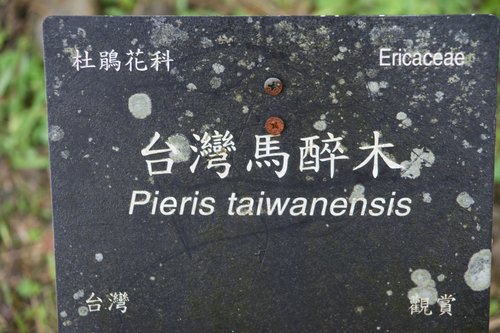 杜鵑花科 Ericaceae
台灣馬醉木
Pieris taiwanensis
台灣 觀賞